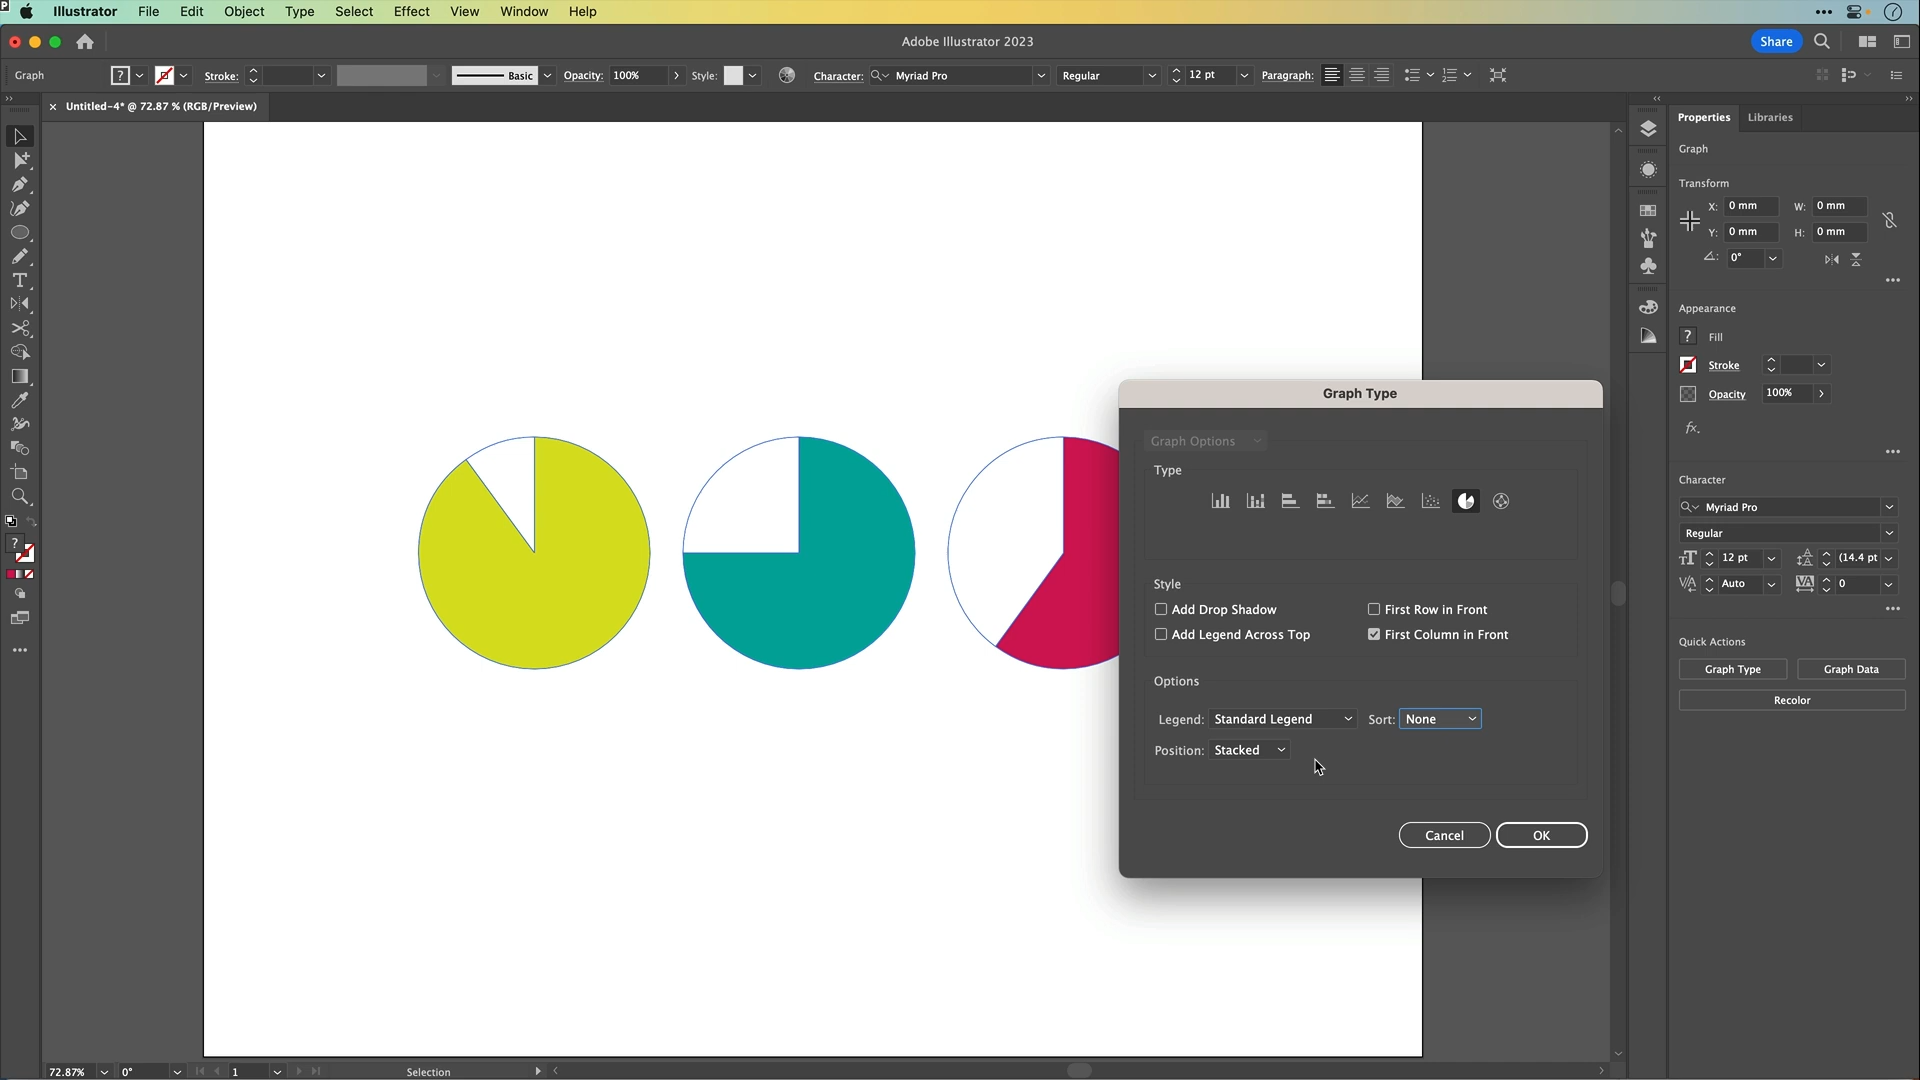 P
Illustrator File Edit Object Type Select Effect View Window Help
Adobe Illustrator 2023
Share
Graph ? Stroke: Basic Opacity: 100% Style: Character: Myriad Pro Regular 12 pt Paragraph:
× Untitled-4* @ 72.87 % (RGB/Preview)
Properties Libraries
Graph
Transform
X: 0 mm W: 0 mm
Y: 0 mm H: 0 mm
0°
Appearance
? Fill
Stroke
Opacity 100%
fx.
Character
Myriad Pro
Regular
12 pt (14.4 pt
Auto 0
Quick Actions
Graph Type Graph Data
Recolor
Graph Type
Graph Options
Type
Style
Add Drop Shadow First Row in Front
Add Legend Across Top First Column in Front
Options
Legend: Standard Legend Sort: None
Position: Stacked
Cancel OK
?
72.87% 0° 1 Selection